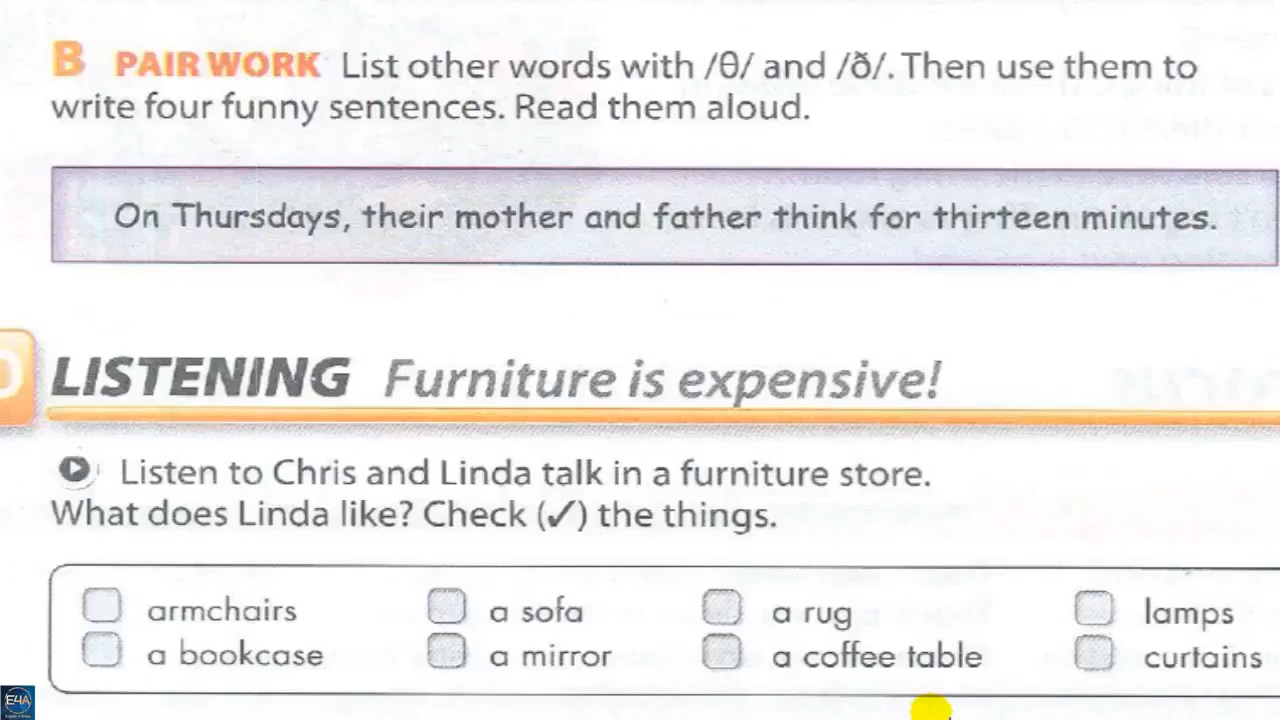 B PAIR WORK List other words with /θ/ and /ð/. Then use them to
write four funny sentences. Read them aloud.
On Thursdays, their mother and father think for thirteen minutes.
LISTENING Furniture is expensive!
Listen to Chris and Linda talk in a furniture store.
What does Linda like? Check (✓) the things.
armchairs a sofa a rug lamps
a bookcase a mirror a coffee table curtains
E4A